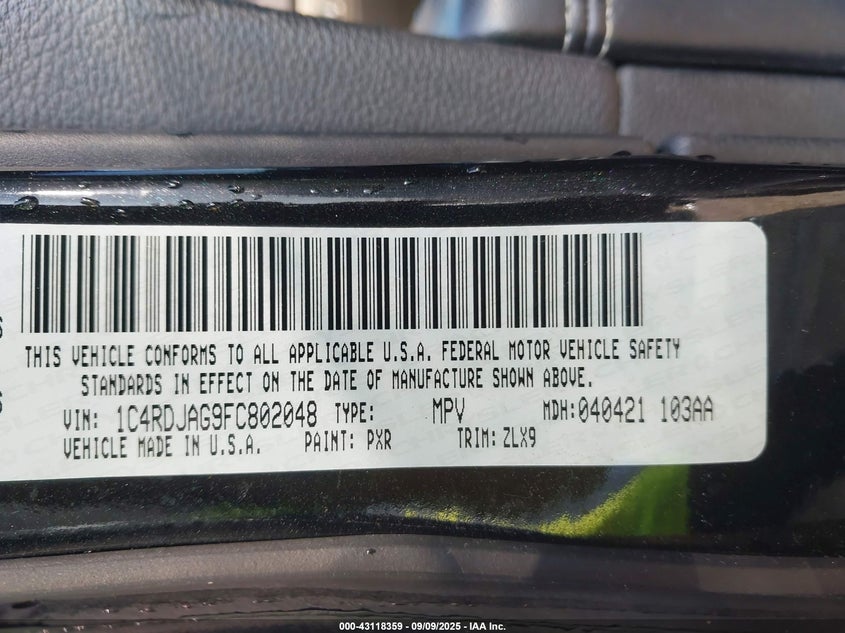 THIS VEHICLE CONFORMS TO ALL APPLICABLE U.S.A. FEDERAL MOTOR VEHICLE SAFETY
STANDARDS IN EFFECT ON THE DATE OF MANUFACTURE SHOWN ABOVE.
VIN: 1C4RDJAG9FC802048 TYPE: MPV MDH: 040421 103AA
VEHICLE MADE IN U.S.A. PAINT: PXR TRIM: ZLX9
000-43118359 - 09/09/2025 - IAA Inc.